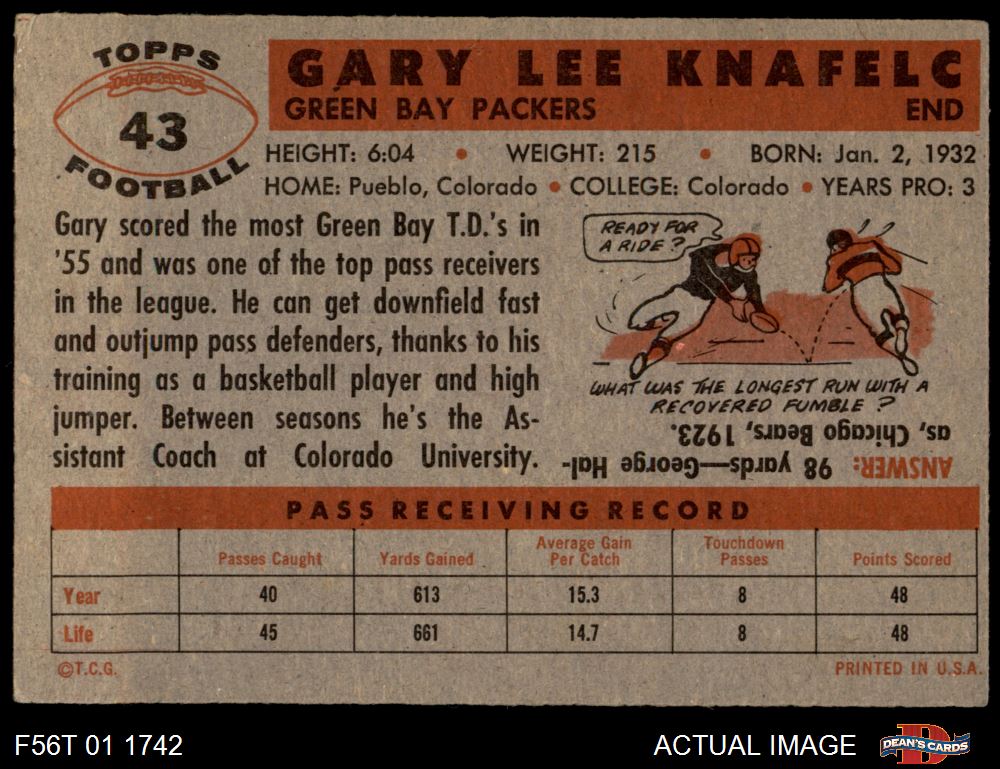 TOPPS
43
FOOTBALL
GARY LEE KNAFELC
GREEN BAY PACKERS END
HEIGHT: 6:04 • WEIGHT: 215 • BORN: Jan. 2, 1932
HOME: Pueblo, Colorado • COLLEGE: Colorado • YEARS PRO: 3
Gary scored the most Green Bay T.D.'s in
'55 and was one of the top pass receivers
in the league. He can get downfield fast
and outjump pass defenders, thanks to his
training as a basketball player and high
jumper. Between seasons he's the As-
sistant Coach at Colorado University.
READY FOR
A RIDE?
WHAT WAS THE LONGEST RUN WITH A
RECOVERED FUMBLE?
ANSWER: 98 yards—George Hal-
as, Chicago Bears, 1923.
PASS RECEIVING RECORD
Passes Caught Yards Gained Average Gain Per Catch Touchdown Passes Points Scored
Year 40 613 15.3 8 48
Life 45 661 14.7 8 48
©T.C.G. PRINTED IN U.S.A.
F56T 01 1742 ACTUAL IMAGE DEAN'S CARDS